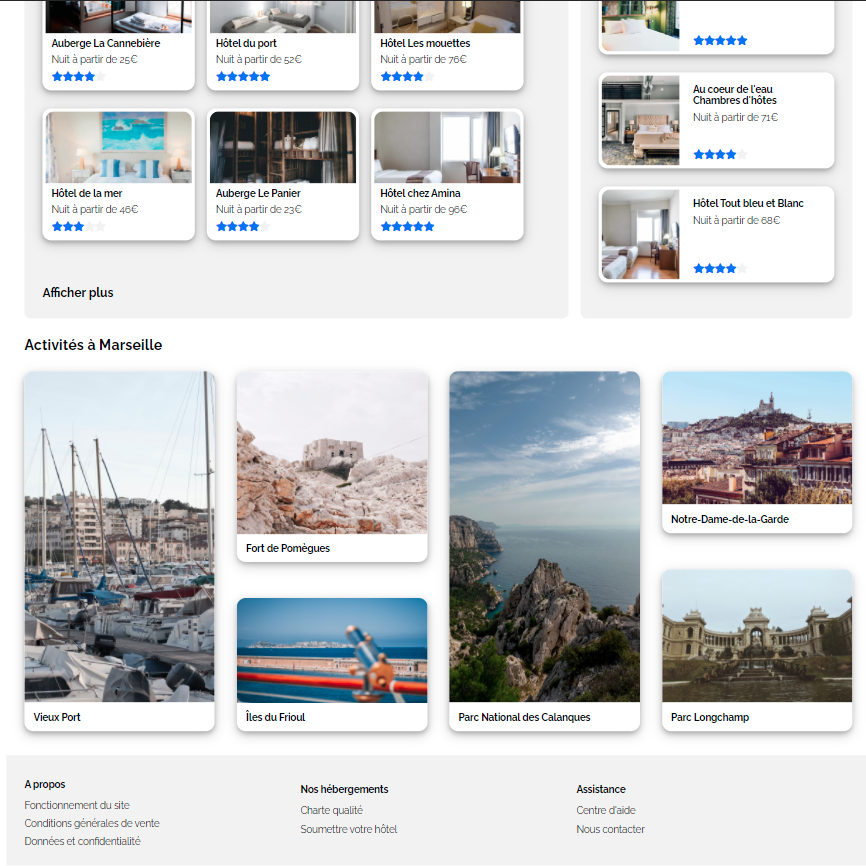 Auberge La Cannebière
Nuit à partir de 25€
Hôtel du port
Nuit à partir de 52€
Hôtel Les mouettes
Nuit à partir de 76€
Hôtel de la mer
Nuit à partir de 46€
Auberge Le Panier
Nuit à partir de 23€
Hôtel chez Amina
Nuit à partir de 96€
Afficher plus
Au coeur de l'eau
Chambres d'hôtes
Nuit à partir de 71€
Hôtel Tout bleu et Blanc
Nuit à partir de 68€
Activités à Marseille
Vieux Port
Fort de Pomègues
Îles du Frioul
Parc National des Calanques
Notre-Dame-de-la-Garde
Parc Longchamp
A propos
Fonctionnement du site
Conditions générales de vente
Données et confidentialité
Nos hébergements
Charte qualité
Soumettre votre hôtel
Assistance
Centre d'aide
Nous contacter